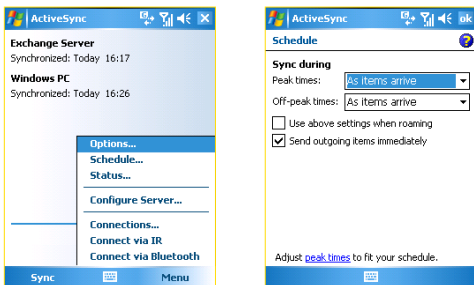 ActiveSync
Exchange Server
Synchronized: Today 16:17
Windows PC
Synchronized: Today 16:26
Options...
Schedule...
Status...
Configure Server...
Connections...
Connect via IR
Connect via Bluetooth
Sync
Menu
ActiveSync
ok
Schedule
Sync during
Peak times: As items arrive
Off-peak times: As items arrive
Use above settings when roaming
Send outgoing items immediately
Adjust peak times to fit your schedule.